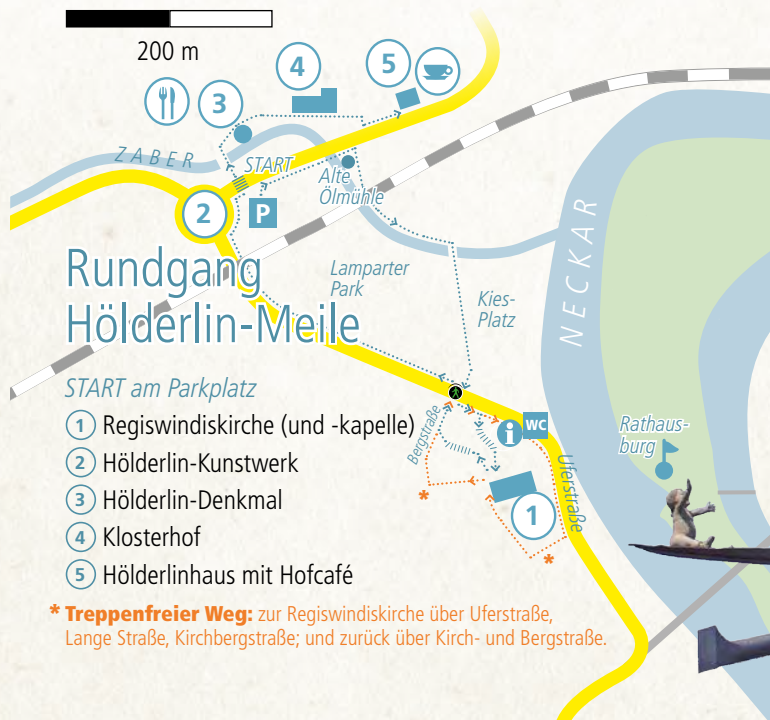 200 m
4
5
3
ZABER
START
Alte
Ölmühle
2
P
NECKAR
Rundgang
Hölderlin-Meile
Lamparter
Park
Kies-
Platz
START am Parkplatz
1 Regiswindiskirche (und -kapelle)
2 Hölderlin-Kunstwerk
3 Hölderlin-Denkmal
4 Klosterhof
5 Hölderlinhaus mit Hofcafé
Bergstraße
i
WC
Rathaus-
burg
Uferstraße
*
1
*
* Treppenfreier Weg: zur Regiswindiskirche über Uferstraße,
Lange Straße, Kirchbergstraße; und zurück über Kirch- und Bergstraße.